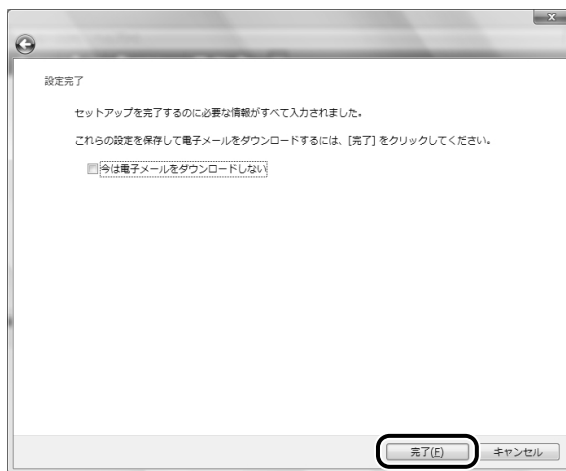 設定完了
セットアップを完了するのに必要な情報がすべて入力されました。
これらの設定を保存して電子メールをダウンロードするには、[完了] をクリックしてください。
今は電子メールをダウンロードしない
完了(F)
キャンセル